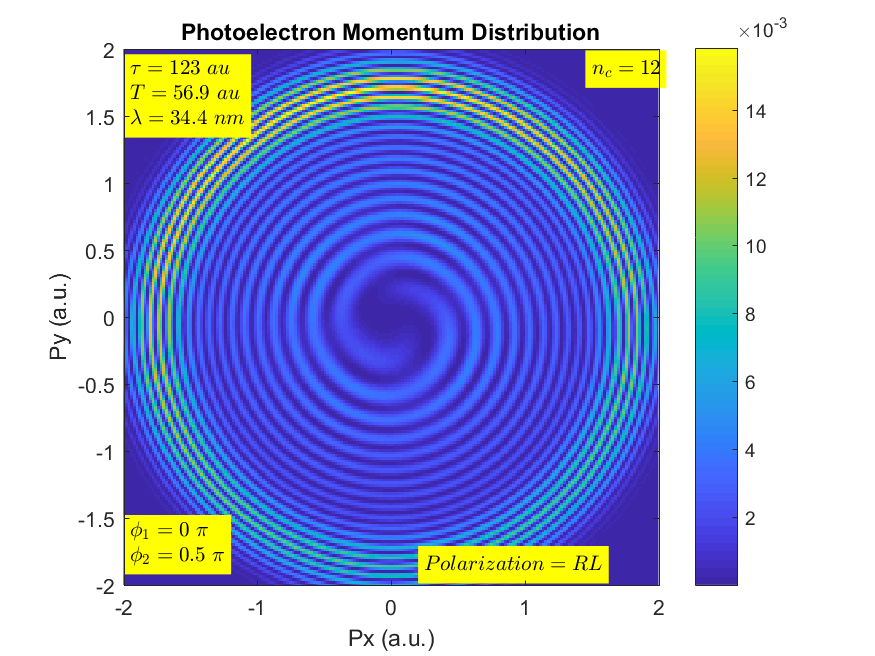 Photoelectron Momentum Distribution
×10⁻³
τ = 123 au
T = 56.9 au
λ = 34.4 nm
n_c = 12
ϕ₁ = 0 π
ϕ₂ = 0.5 π
Polarization = RL
2
1.5
1
0.5
0
-0.5
-1
-1.5
-2
Py (a.u.)
-2 -1 0 1 2
Px (a.u.)
14
12
10
8
6
4
2